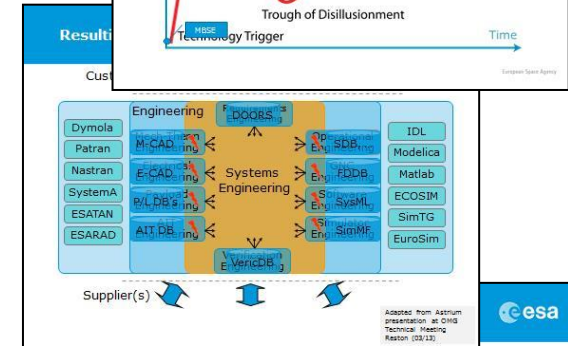 Trough of Disillusionment
MBSE
Technology Trigger
Time
European Space Agency
Resulti
Cust
Engineering
DOORS
Dymola
Patran
Nastran
SystemA
ESATAN
ESARAD
M-CAD
E-CAD
P/L DB's
AIT DB
Systems
Engineering
SDB
FDDB
SysML
SimMF
VericDB
IDL
Modelica
Matlab
ECOSIM
SimTG
EuroSim
Supplier(s)
Adapted from Astrium
presentation at OMG
Technical Meeting
Reston (03/13)
esa